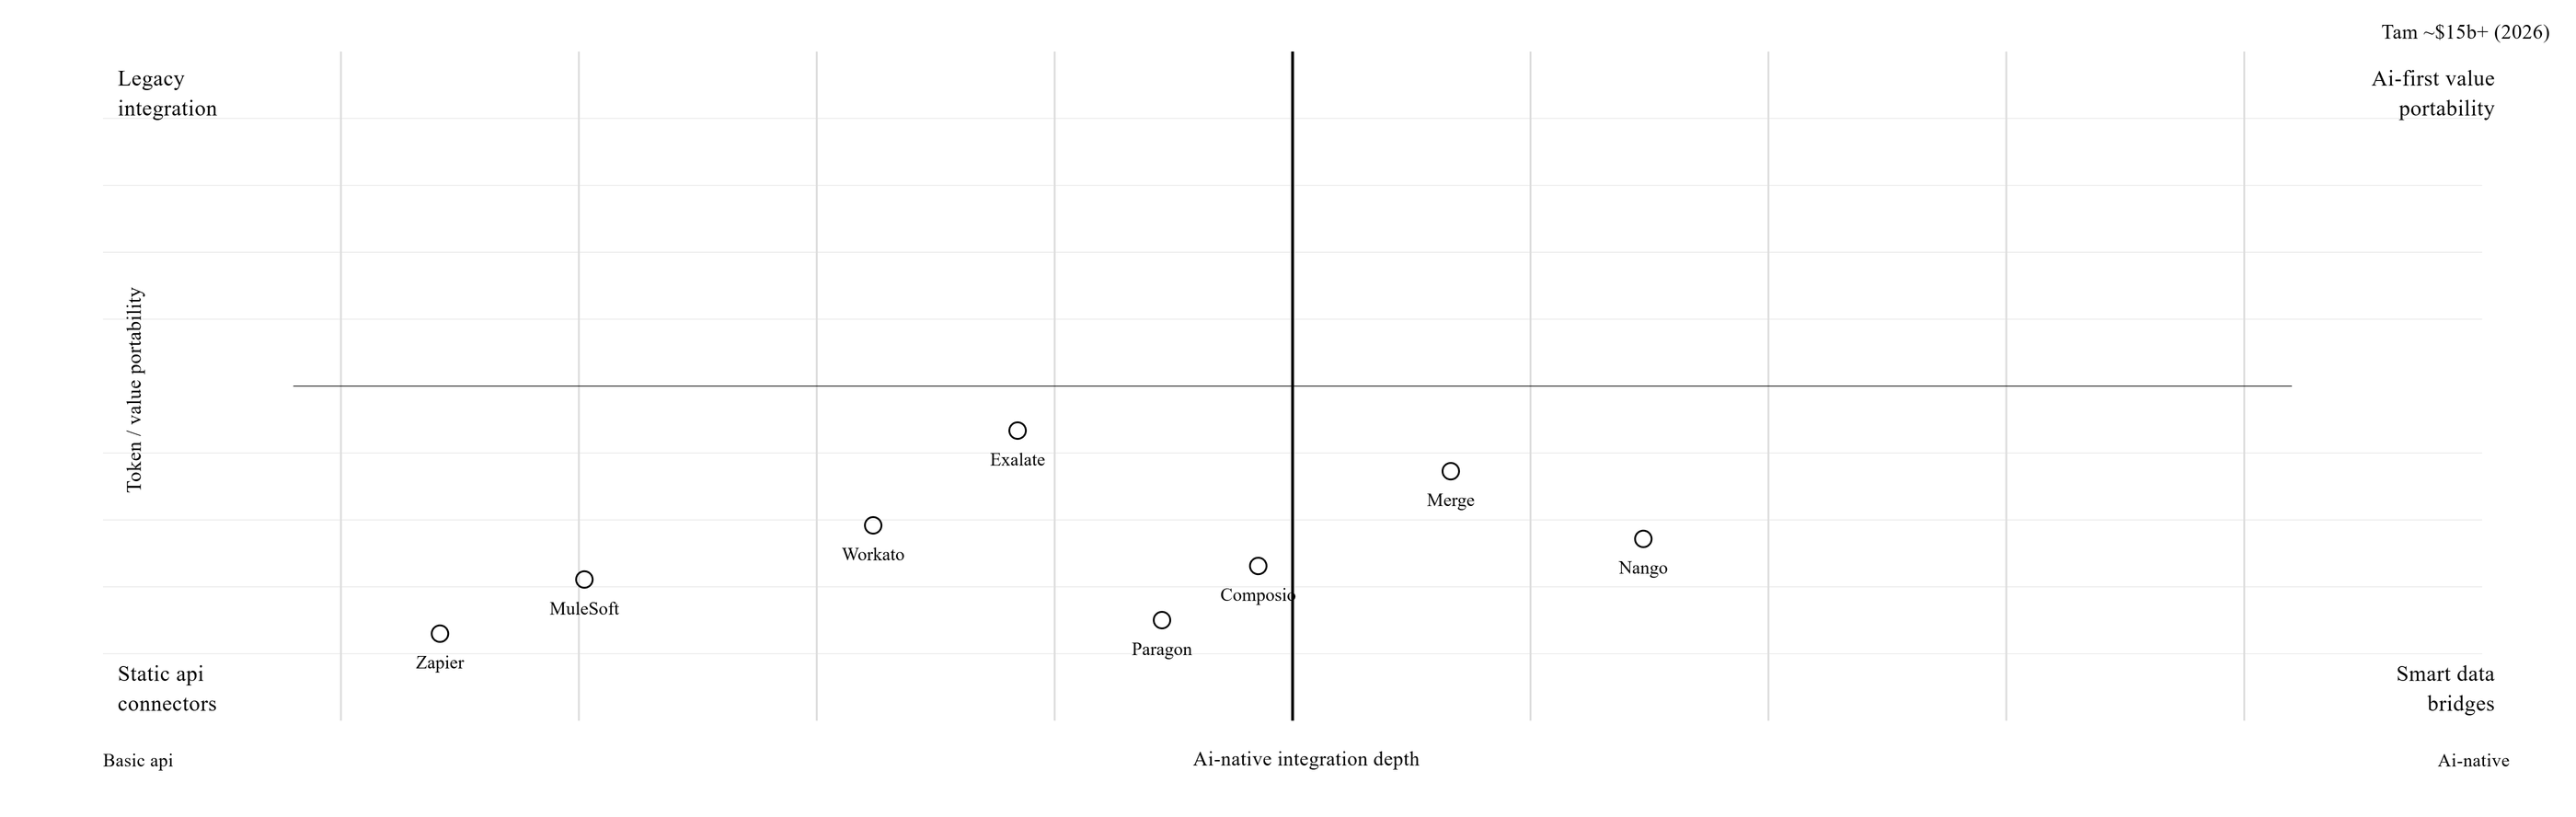 Tam ~$15b+ (2026)
Legacy
integration
Ai-first value
portability
Token / value portability
Exalate
Merge
Workato
Nango
Composio
MuleSoft
Paragon
Zapier
Static api
connectors
Smart data
bridges
Basic api
Ai-native integration depth
Ai-native